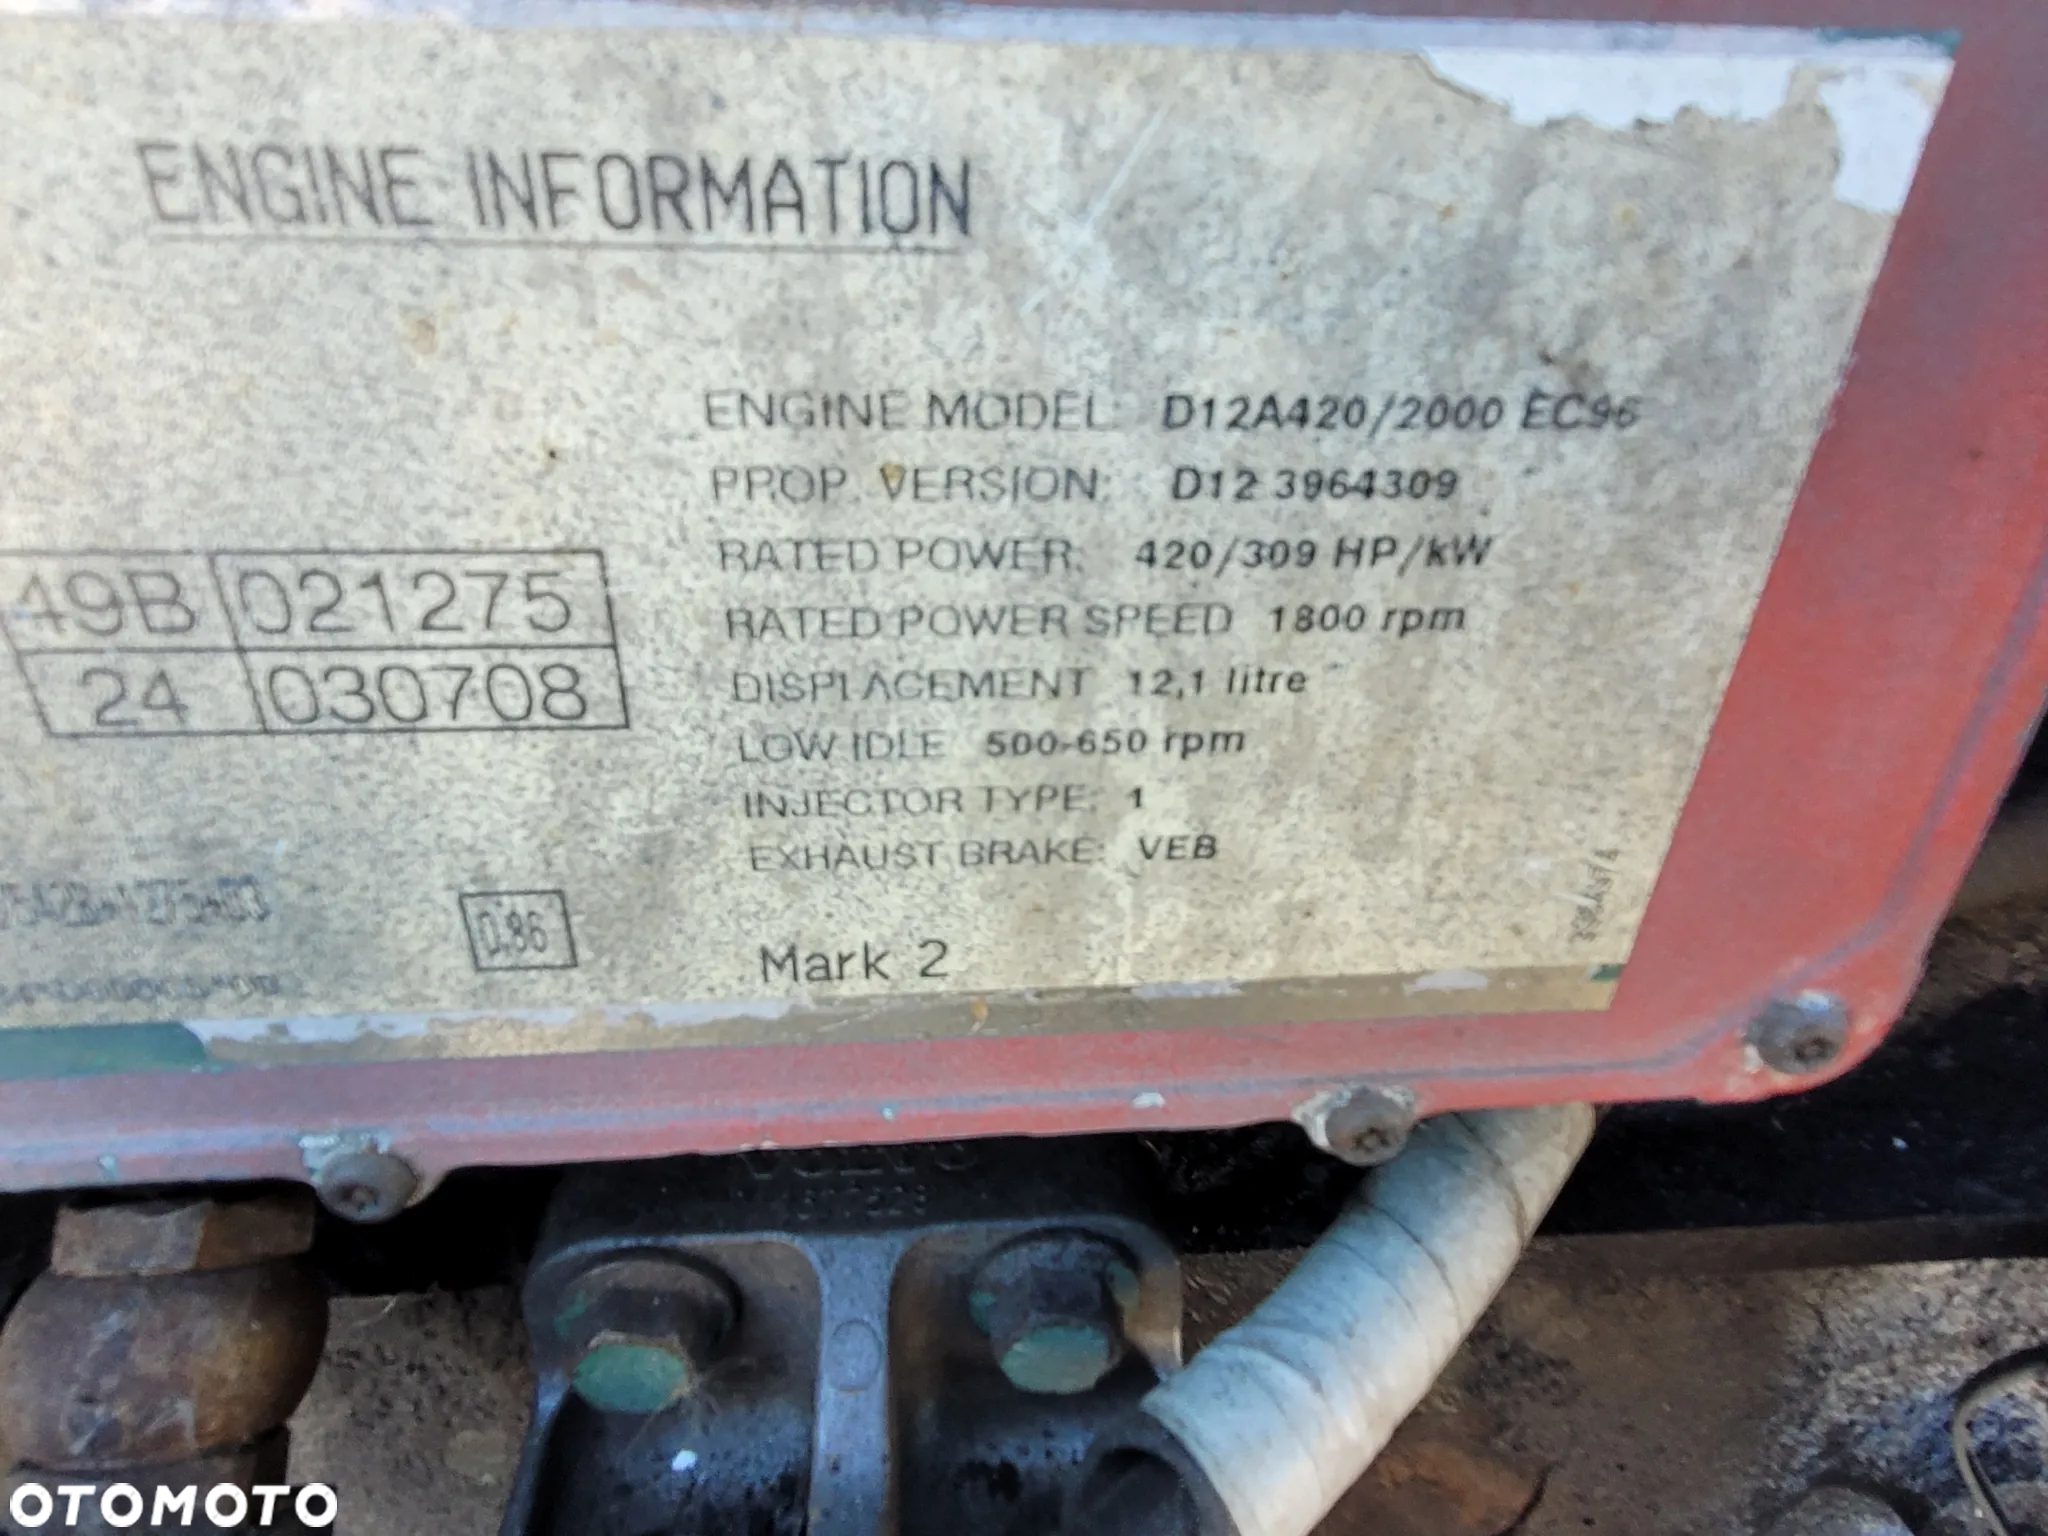 ENGINE INFORMATION
ENGINE MODEL: D12A420/2000 EC96
PROP. VERSION: D12 3964309
RATED POWER: 420/309 HP/kW
RATED POWER SPEED 1800 rpm
DISPLACEMENT 12,1 litre
LOW IDLE 500-650 rpm
INJECTOR TYPE: 1
EXHAUST BRAKE: VEB
49B 021275
24 030708
D.86
Mark 2
VOLVO
OTOMOTO